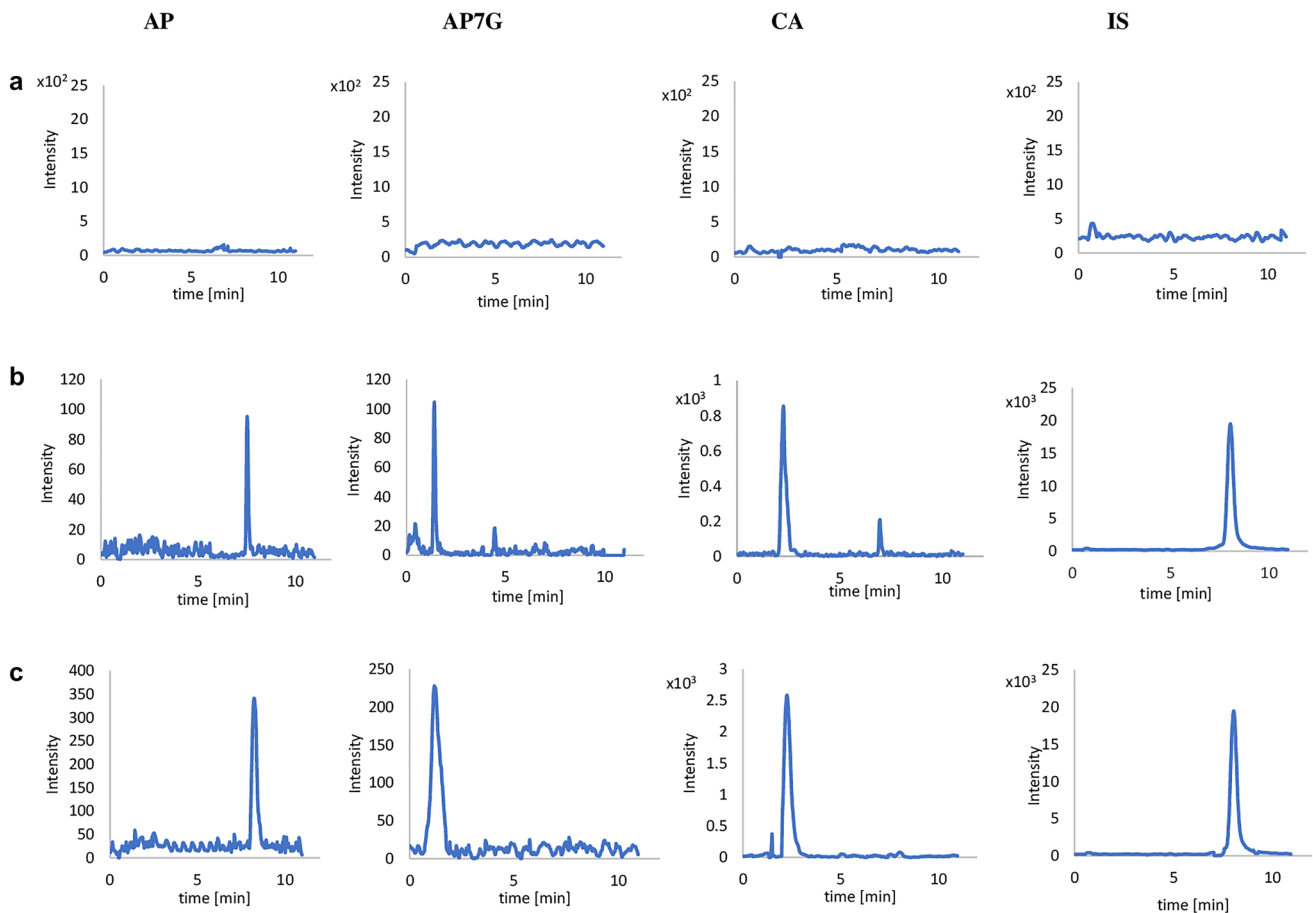 AP AP7G CA IS
a
x10² 25 20 15 10 5 0 Intensity 0 5 10 time [min]
x10² 25 20 15 10 5 0 Intensity 0 5 10 time [min]
x10² 25 20 15 10 5 0 Intensity 0 5 10 time [min]
x10² 25 20 15 10 5 0 Intensity 0 5 10 time [min]
b
120 100 80 60 40 20 0 Intensity 0 5 10 time [min]
120 100 80 60 40 20 0 Intensity 0 5 10 time [min]
x10³ 1 0.8 0.6 0.4 0.2 0 Intensity 0 5 10 time [min]
x10³ 25 20 15 10 5 0 Intensity 0 5 10 time [min]
c
400 350 300 250 200 150 100 50 0 Intensity 0 5 10 time [min]
250 200 150 100 50 0 Intensity 0 5 10 time [min]
x10³ 3 2.5 2 1.5 1 0.5 0 Intensity 0 5 10 time [min]
x10³ 25 20 15 10 5 0 Intensity 0 5 10 time [min]